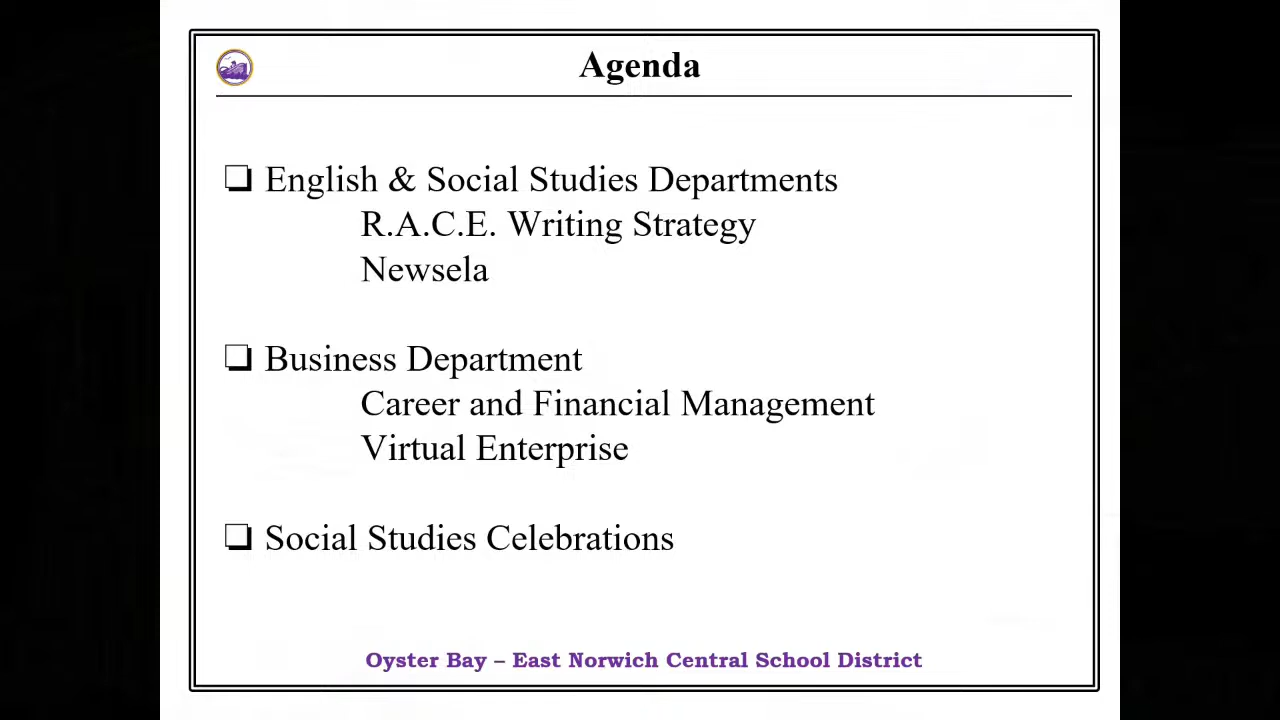 Agenda
❏ English & Social Studies Departments
R.A.C.E. Writing Strategy
Newsela
❏ Business Department
Career and Financial Management
Virtual Enterprise
❏ Social Studies Celebrations
Oyster Bay – East Norwich Central School District